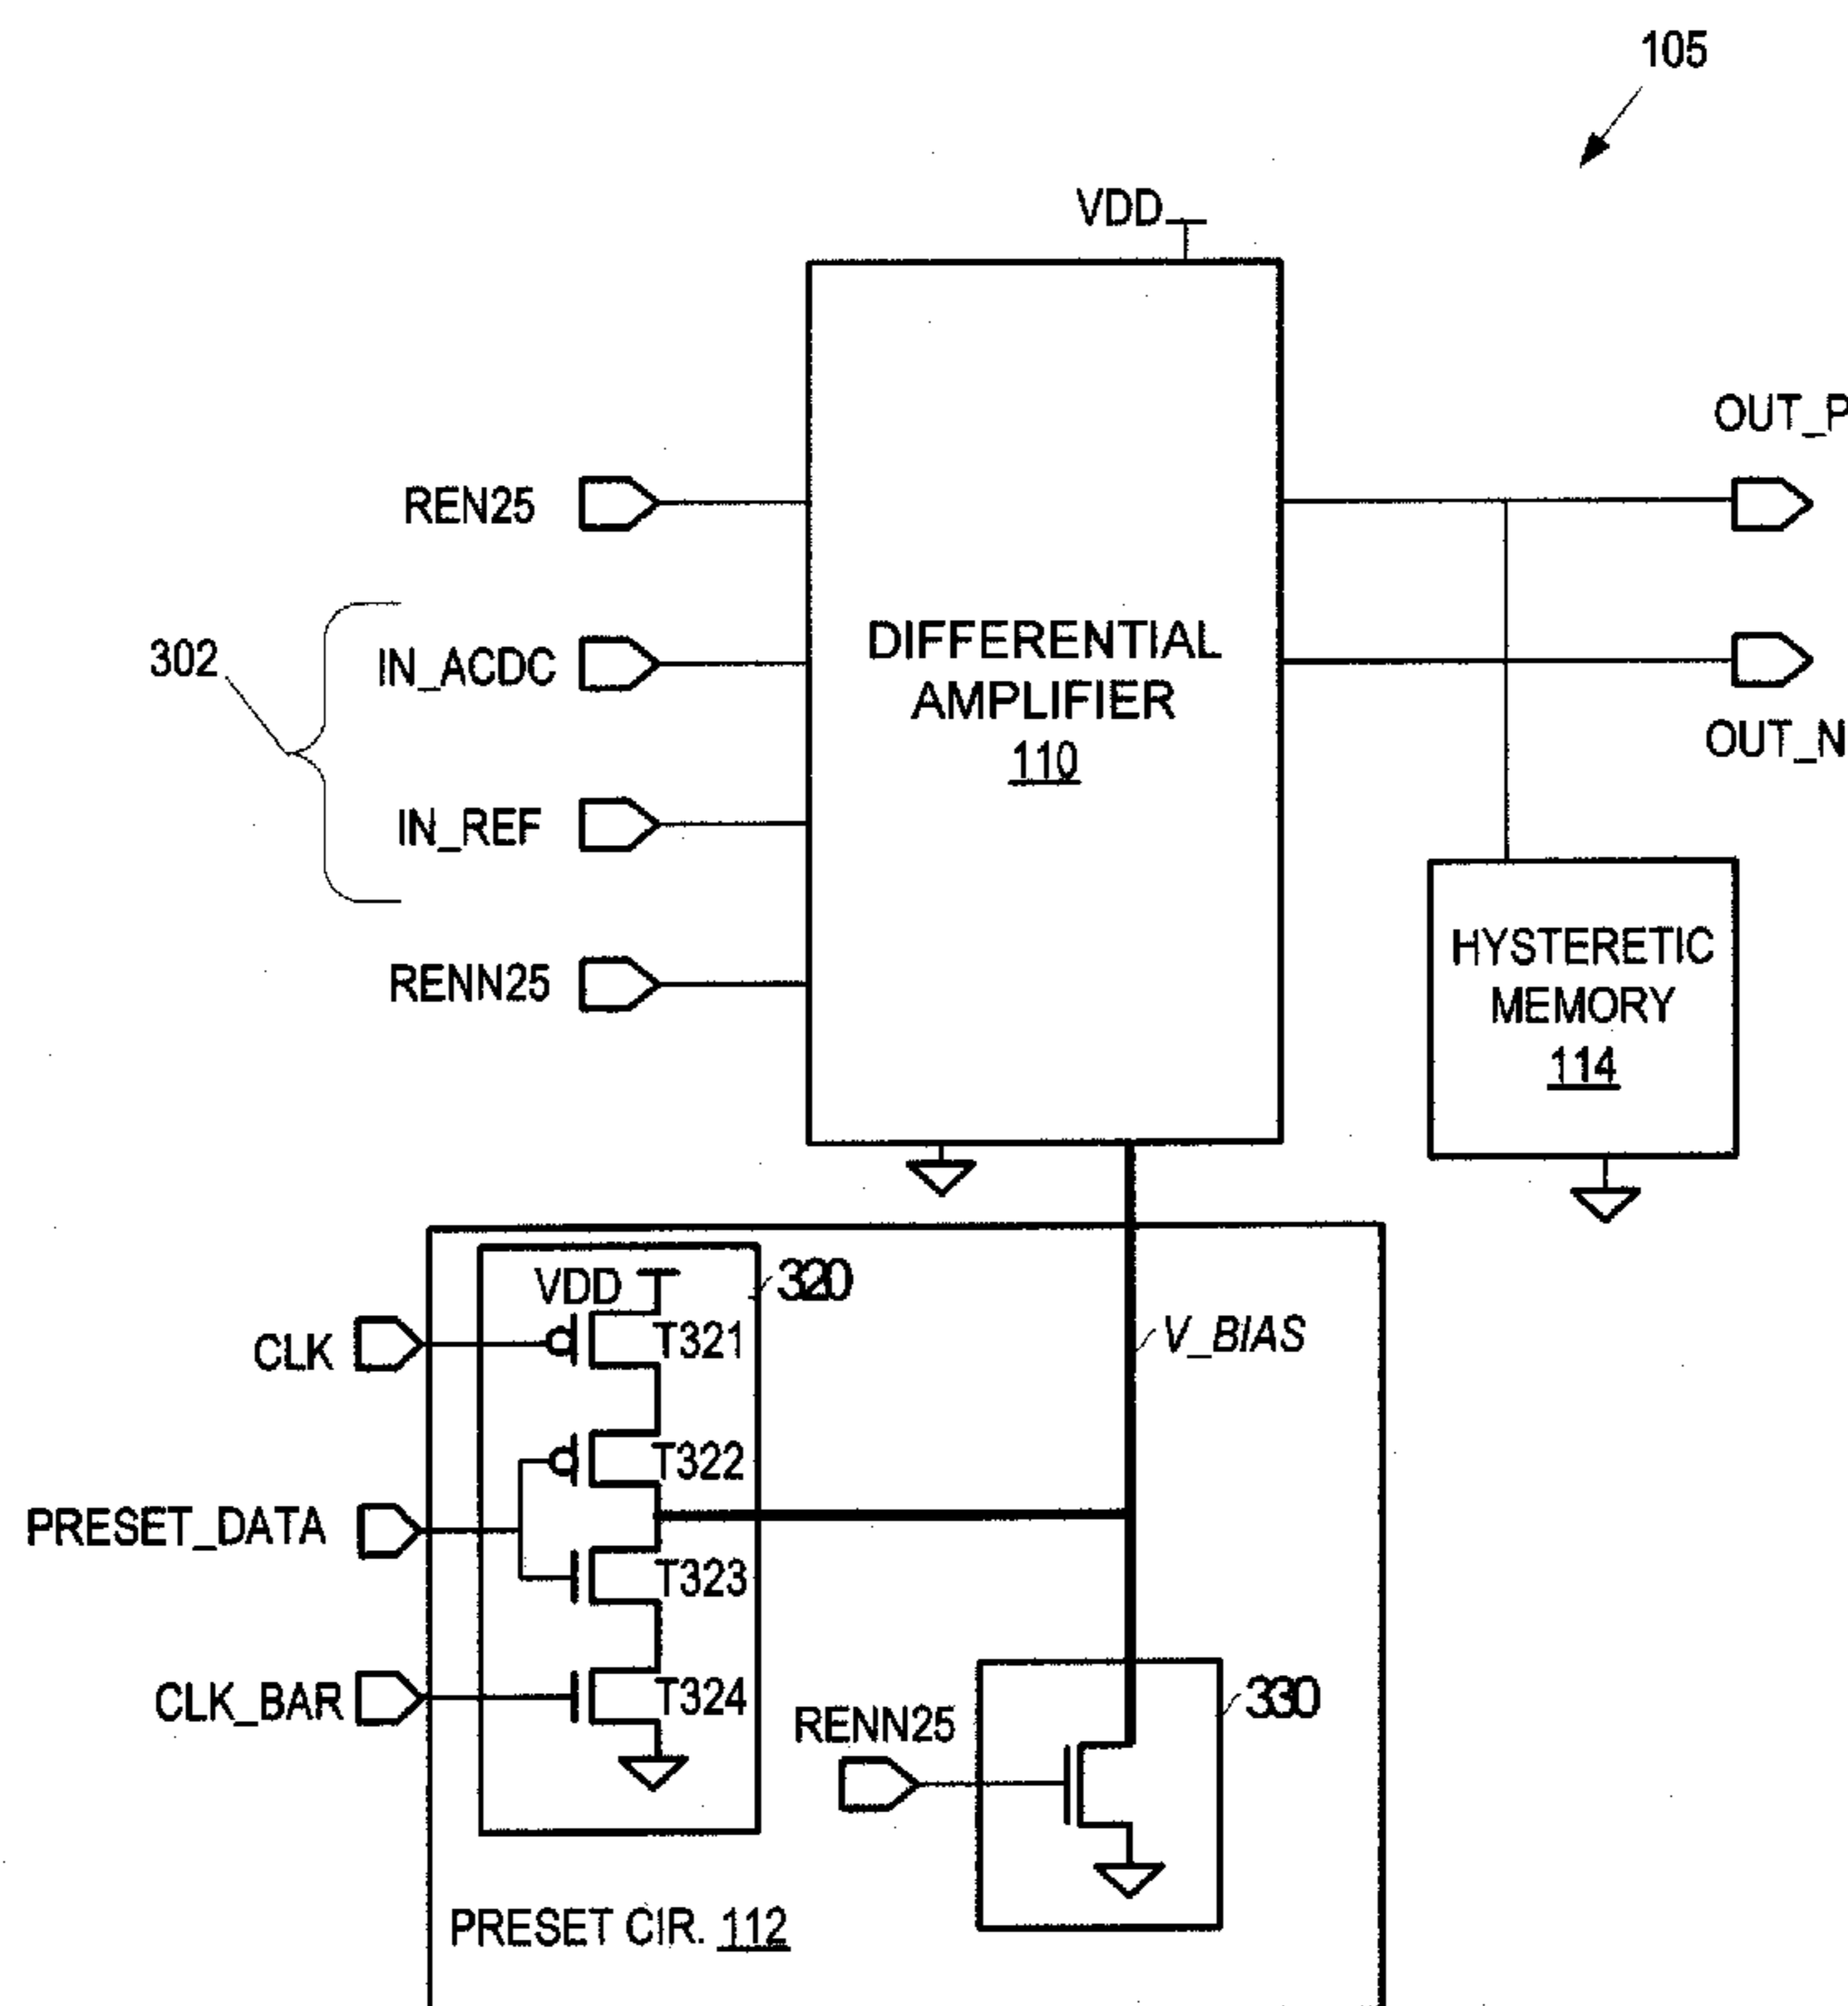 105
VDD
OUT_P
REN25
302
IN_ACDC
DIFFERENTIAL
AMPLIFIER
110
OUT_N
IN_REF
RENN25
HYSTERETIC
MEMORY
114
VDD
320
CLK
T321
V_BIAS
T322
PRESET_DATA
T323
CLK_BAR
T324
RENN25
330
PRESET CIR. 112